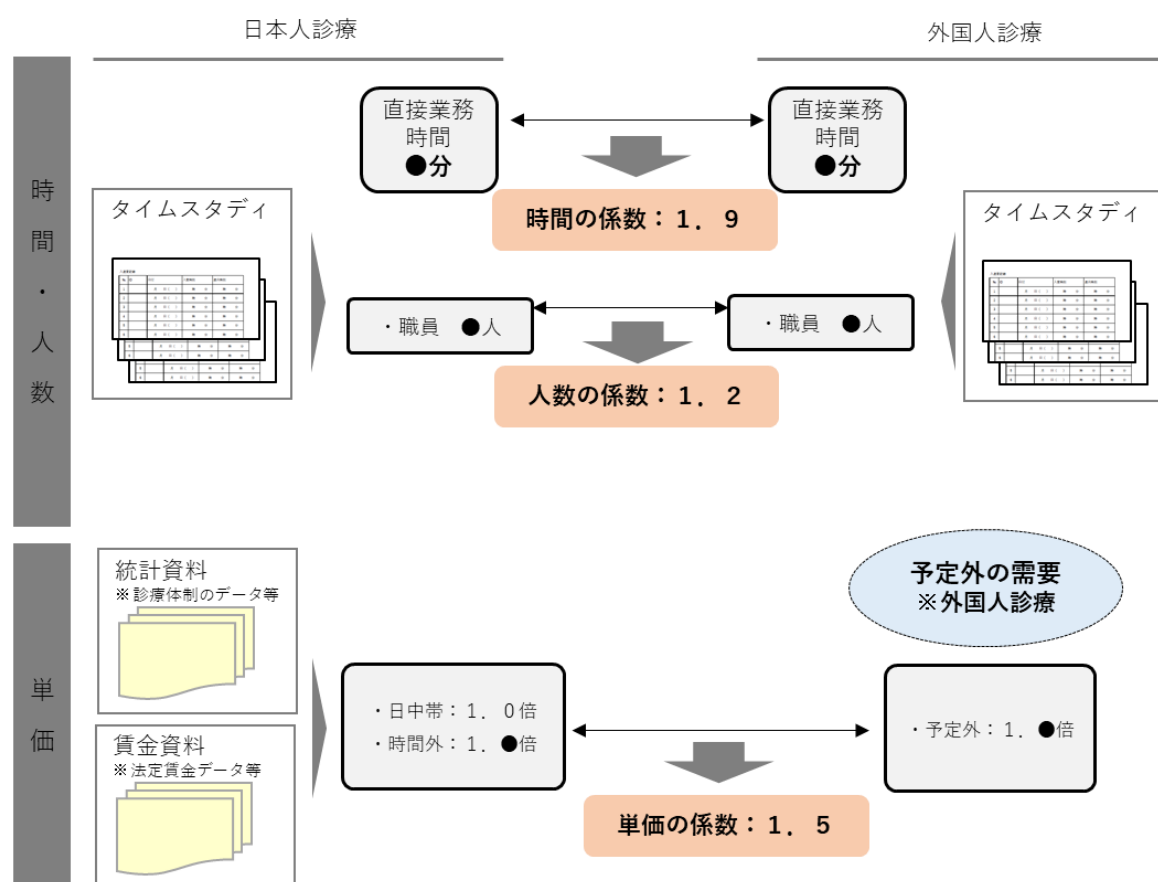 日本人診療
外国人診療
時間・人数
直接業務
時間
●分
直接業務
時間
●分
時間の係数：１．９
タイムスタディ
タイムスタディ
・職員　●人
・職員　●人
人数の係数：１．２
単価
統計資料
※診療体制のデータ等
予定外の需要
※外国人診療
・日中帯：１．０倍
・時間外：１．●倍
・予定外：１．●倍
賃金資料
※法定賃金データ等
単価の係数：１．５